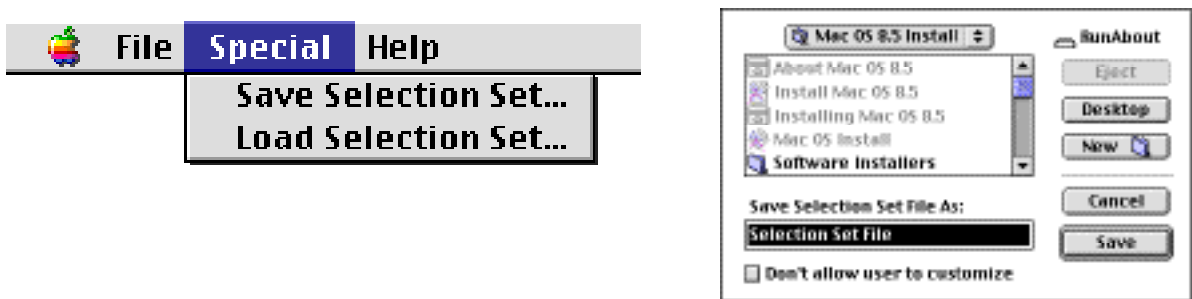 File Special Help
Save Selection Set...
Load Selection Set...
Mac OS 8.5 Install
RunAbout
About Mac OS 8.5
Install Mac OS 8.5
Installing Mac OS 8.5
Mac OS Install
Software Installers
Eject
Desktop
New
Save Selection Set File As:
Selection Set File
Don't allow user to customize
Cancel
Save